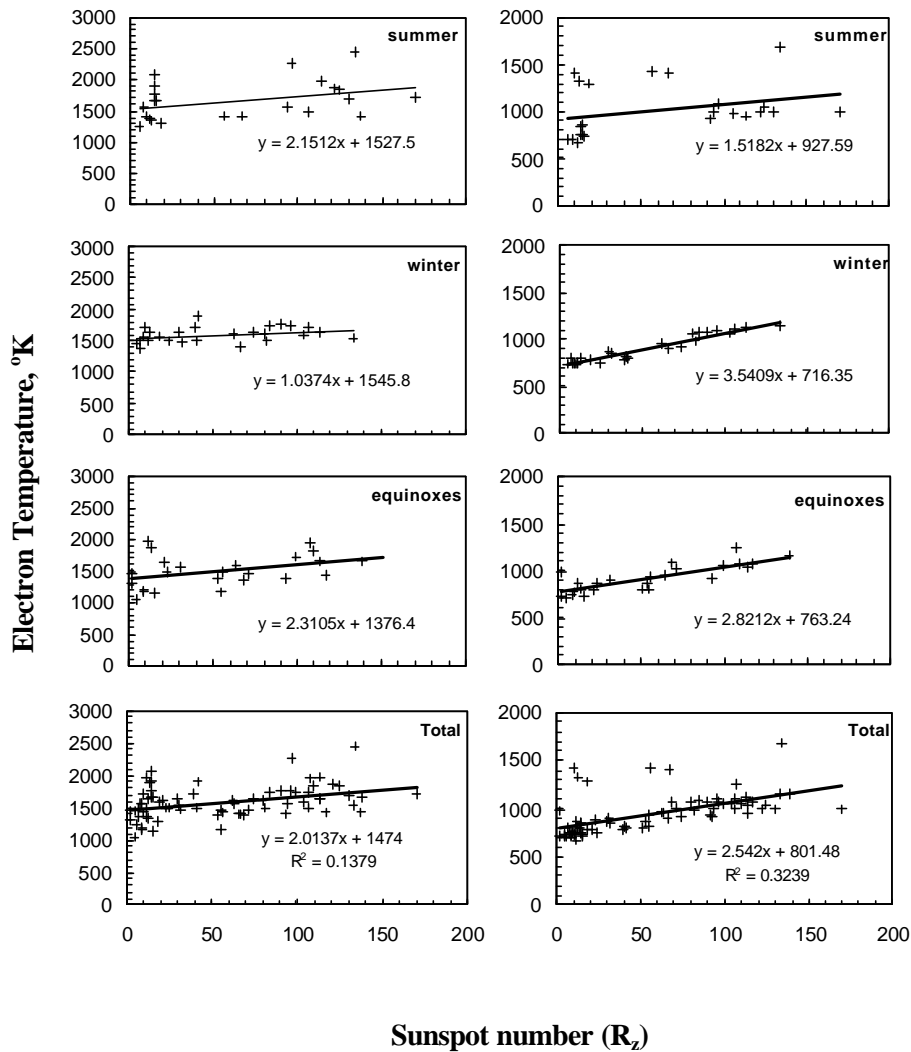 Electron Temperature, °K
3000
2500
2000
1500
1000
500
0
summer
y = 2.1512x + 1527.5
2000
1500
1000
500
0
summer
y = 1.5182x + 927.59
3000
2500
2000
1500
1000
500
0
winter
y = 1.0374x + 1545.8
2000
1500
1000
500
0
winter
y = 3.5409x + 716.35
3000
2500
2000
1500
1000
500
0
equinoxes
y = 2.3105x + 1376.4
2000
1500
1000
500
0
equinoxes
y = 2.8212x + 763.24
3000
2500
2000
1500
1000
500
0
Total
y = 2.0137x + 1474
R² = 0.1379
0 50 100 150 200
2000
1500
1000
500
0
Total
y = 2.542x + 801.48
R² = 0.3239
0 50 100 150 200
Sunspot number (Rz)